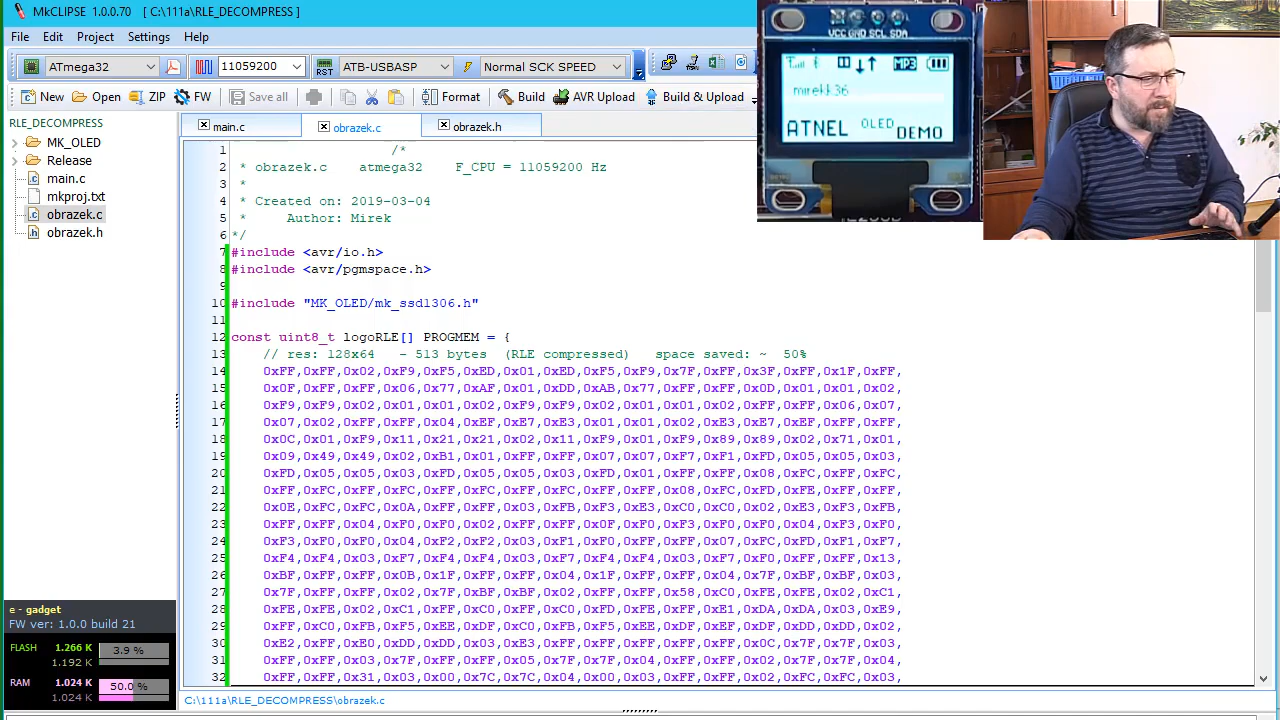 MkCLIPSE 1.0.0.70 [ C:\111a\RLE_DECOMPRESS ]
File Edit Project Settings Help
ATmega32 11059200 RST ATB-USBASP Normal SCK SPEED
New Open ZIP FW Save all Copy Format Build AVR Upload Build & Upload
RLE_DECOMPRESS
MK_OLED
Release
main.c
mkproj.txt
obrazek.c
obrazek.h
e - gadget
FW ver: 1.0.0 build 21
FLASH 1.266 K 3.9 %
1.192 K
RAM 1.024 K 50.0 %
1.024 K
main.c obrazek.c obrazek.h
1 /*
2 * obrazek.c atmega32 F_CPU = 11059200 Hz
3 *
4 * Created on: 2019-03-04
5 * Author: Mirek
6 */
7 #include <avr/io.h>
8 #include <avr/pgmspace.h>
9
10 #include "MK_OLED/mk_ssd1306.h"
11
12 const uint8_t logoRLE[] PROGMEM = {
13 // res: 128x64 - 513 bytes (RLE compressed) space saved: ~ 50%
14 0xFF,0xFF,0x02,0xF9,0xF5,0xED,0x01,0xED,0xF5,0xF9,0x7F,0xFF,0x3F,0xFF,0x1F,0xFF,
15 0x0F,0xFF,0xFF,0x06,0x77,0xAF,0x01,0xDD,0xAB,0x77,0xFF,0xFF,0x0D,0x01,0x01,0x02,
16 0xF9,0xF9,0x02,0x01,0x01,0x02,0xF9,0xF9,0x02,0x01,0x01,0x02,0xFF,0xFF,0x06,0x07,
17 0x07,0x02,0xFF,0xFF,0x04,0xEF,0xE7,0xE3,0x01,0x01,0x02,0xE3,0xE7,0xEF,0xFF,0xFF,
18 0x0C,0x01,0xF9,0x11,0x21,0x21,0x02,0x11,0xF9,0x01,0xF9,0x89,0x89,0x02,0x71,0x01,
19 0x09,0x49,0x49,0x02,0xB1,0x01,0xFF,0xFF,0x07,0x07,0xF7,0xF1,0xFD,0x05,0x05,0x03,
20 0xFD,0x05,0x05,0x03,0xFD,0x05,0x05,0x03,0xFD,0x01,0xFF,0xFF,0x08,0xFC,0xFF,0xFC,
21 0xFF,0xFC,0xFF,0xFC,0xFF,0xFC,0xFF,0xFC,0xFF,0xFF,0x08,0xFC,0xFD,0xFE,0xFF,0xFF,
22 0x0E,0xFC,0xFC,0x0A,0xFF,0xFF,0x03,0xFB,0xF3,0xE3,0xC0,0xC0,0x02,0xE3,0xF3,0xFB,
23 0xFF,0xFF,0x04,0xF0,0xF0,0x02,0xFF,0xFF,0x0F,0xF0,0xF3,0xF0,0xF0,0x04,0xF3,0xF0,
24 0xF3,0xF0,0xF0,0x04,0xF2,0xF2,0x03,0xF1,0xF0,0xFF,0xFF,0x07,0xFC,0xFD,0xF1,0xF7,
25 0xF4,0xF4,0x03,0xF7,0xF4,0xF4,0x03,0xF7,0xF4,0xF4,0x03,0xF7,0xF0,0xFF,0xFF,0x13,
26 0xBF,0xFF,0xFF,0x0B,0x1F,0xFF,0xFF,0x04,0x1F,0xFF,0xFF,0x04,0x7F,0xBF,0xBF,0x03,
27 0x7F,0xFF,0xFF,0x02,0x7F,0xBF,0xBF,0x02,0xFF,0xFF,0x58,0xC0,0xFE,0xFE,0x02,0xC1,
28 0xFE,0xFE,0x02,0xC1,0xFF,0xC0,0xFF,0xC0,0xFD,0xFE,0xFF,0xE1,0xDA,0xDA,0x03,0xE9,
29 0xFF,0xC0,0xFB,0xF5,0xEE,0xDF,0xC0,0xFB,0xF5,0xEE,0xDF,0xEF,0xDF,0xDD,0xDD,0x02,
30 0xE2,0xFF,0xE0,0xDD,0xDD,0x03,0xE3,0xFF,0xFF,0x0C,0x7F,0x7F,0x03,
31 0xFF,0xFF,0x03,0x7F,0xFF,0xFF,0x05,0x7F,0x7F,0x04,0xFF,0xFF,0x02,0x7F,0x7F,0x04,
32 0xFF,0xFF,0x31,0x03,0x00,0x7C,0x7C,0x04,0x00,0x03,0xFF,0xFF,0x02,0xFC,0xFC,0x03,
C:\111a\RLE_DECOMPRESS\obrazek.c
VCC GND SCL SDA
MP3
mirekk36
ATNEL OLED DEMO